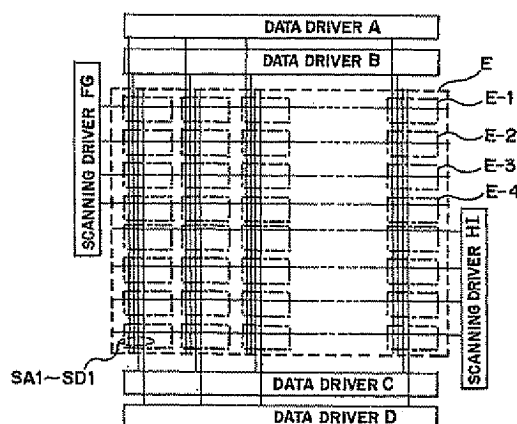 DATA DRIVER A
DATA DRIVER B
E
SCANNING DRIVER FG
E-1
E-2
E-3
E-4
SCANNING DRIVER HI
SA1~SD1
DATA DRIVER C
DATA DRIVER D